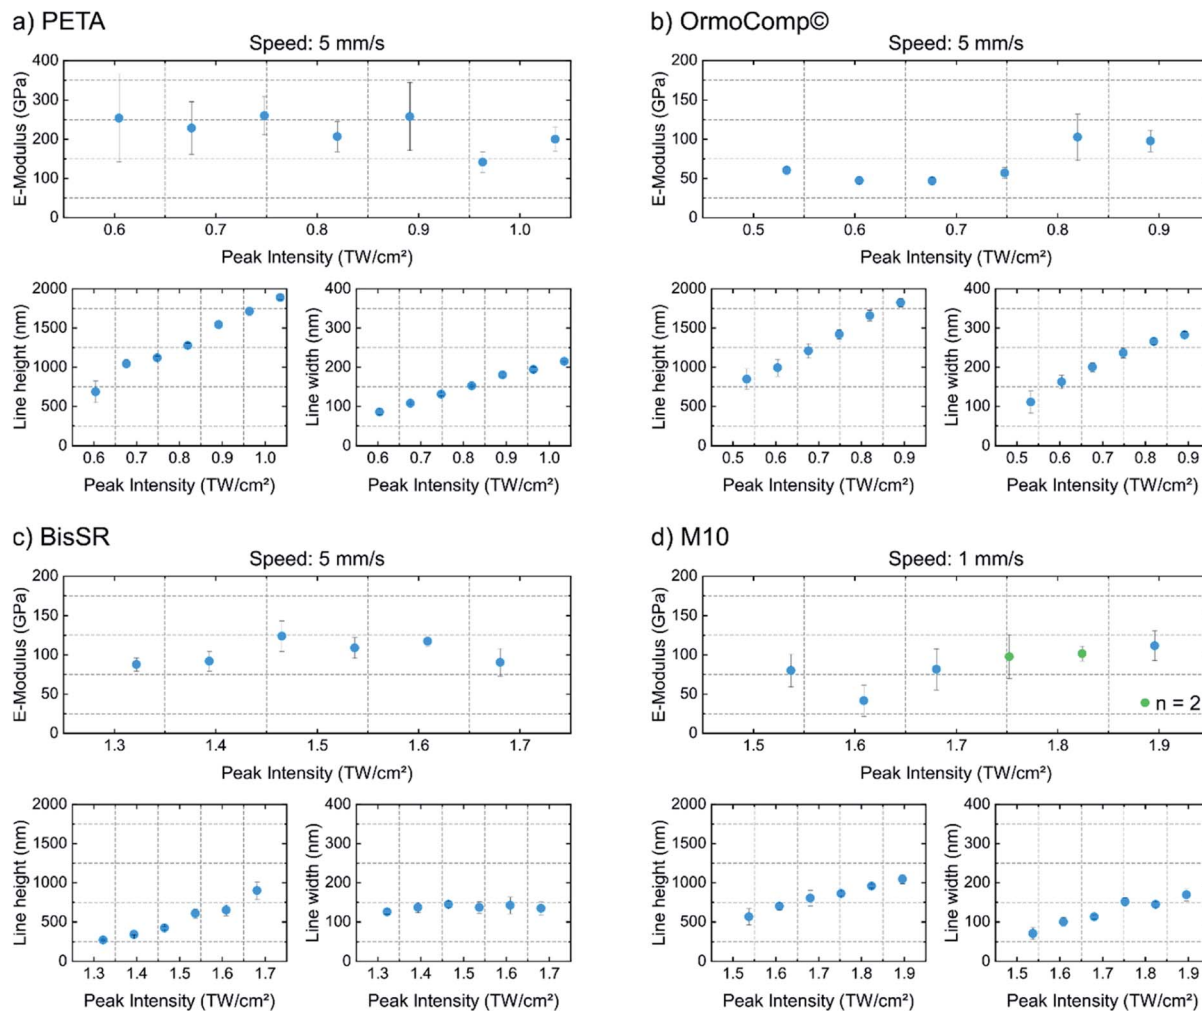 a) PETA
Speed: 5 mm/s
E-Modulus (GPa)
400
300
200
100
0
0.6 0.7 0.8 0.9 1.0
Peak Intensity (TW/cm²)
Line height (nm)
2000
1500
1000
500
0
0.6 0.7 0.8 0.9 1.0
Peak Intensity (TW/cm²)
Line width (nm)
400
300
200
100
0
0.6 0.7 0.8 0.9 1.0
Peak Intensity (TW/cm²)
b) OrmoComp©
Speed: 5 mm/s
E-Modulus (GPa)
200
150
100
50
0
0.5 0.6 0.7 0.8 0.9
Peak Intensity (TW/cm²)
Line height (nm)
2000
1500
1000
500
0
0.5 0.6 0.7 0.8 0.9
Peak Intensity (TW/cm²)
Line width (nm)
400
300
200
100
0
0.5 0.6 0.7 0.8 0.9
Peak Intensity (TW/cm²)
c) BisSR
Speed: 5 mm/s
E-Modulus (GPa)
200
150
100
50
0
1.3 1.4 1.5 1.6 1.7
Peak Intensity (TW/cm²)
Line height (nm)
2000
1500
1000
500
0
1.3 1.4 1.5 1.6 1.7
Peak Intensity (TW/cm²)
Line width (nm)
400
300
200
100
0
1.3 1.4 1.5 1.6 1.7
Peak Intensity (TW/cm²)
d) M10
Speed: 1 mm/s
E-Modulus (GPa)
200
150
100
50
0
n = 2
1.5 1.6 1.7 1.8 1.9
Peak Intensity (TW/cm²)
Line height (nm)
2000
1500
1000
500
0
1.5 1.6 1.7 1.8 1.9
Peak Intensity (TW/cm²)
Line width (nm)
400
300
200
100
0
1.5 1.6 1.7 1.8 1.9
Peak Intensity (TW/cm²)